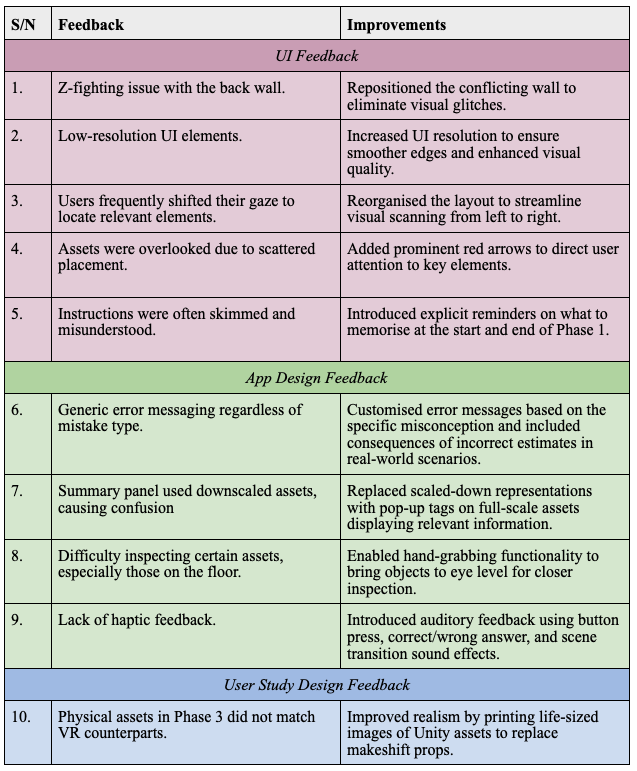 S/N Feedback Improvements
UI Feedback
1. Z-fighting issue with the back wall. Repositioned the conflicting wall to
eliminate visual glitches.
2. Low-resolution UI elements. Increased UI resolution to ensure
smoother edges and enhanced visual
quality.
3. Users frequently shifted their gaze to
locate relevant elements.
Reorganised the layout to streamline
visual scanning from left to right.
4. Assets were overlooked due to scattered
placement.
Added prominent red arrows to direct user
attention to key elements.
5. Instructions were often skimmed and
misunderstood.
Introduced explicit reminders on what to
memorise at the start and end of Phase 1.
App Design Feedback
6. Generic error messaging regardless of
mistake type.
Customised error messages based on the
specific misconception and included
consequences of incorrect estimates in
real-world scenarios.
7. Summary panel used downscaled assets,
causing confusion
Replaced scaled-down representations
with pop-up tags on full-scale assets
displaying relevant information.
8. Difficulty inspecting certain assets,
especially those on the floor.
Enabled hand-grabbing functionality to
bring objects to eye level for closer
inspection.
9. Lack of haptic feedback. Introduced auditory feedback using button
press, correct/wrong answer, and scene
transition sound effects.
User Study Design Feedback
10. Physical assets in Phase 3 did not match
VR counterparts.
Improved realism by printing life-sized
images of Unity assets to replace
makeshift props.